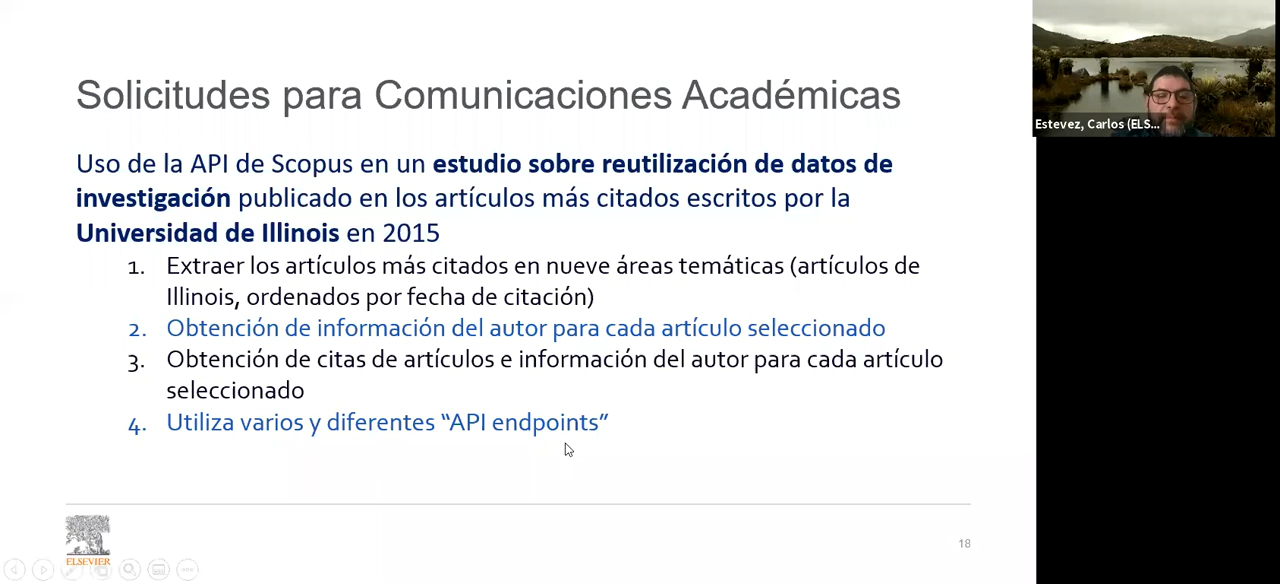 Solicitudes para Comunicaciones Académicas
Estevez, Carlos (ELS...
Uso de la API de Scopus en un estudio sobre reutilización de datos de
investigación publicado en los artículos más citados escritos por la
Universidad de Illinois en 2015
1. Extraer los artículos más citados en nueve áreas temáticas (artículos de
Illinois, ordenados por fecha de citación)
2. Obtención de información del autor para cada artículo seleccionado
3. Obtención de citas de artículos e información del autor para cada artículo
seleccionado
4. Utiliza varios y diferentes “API endpoints”
ELSEVIER
18